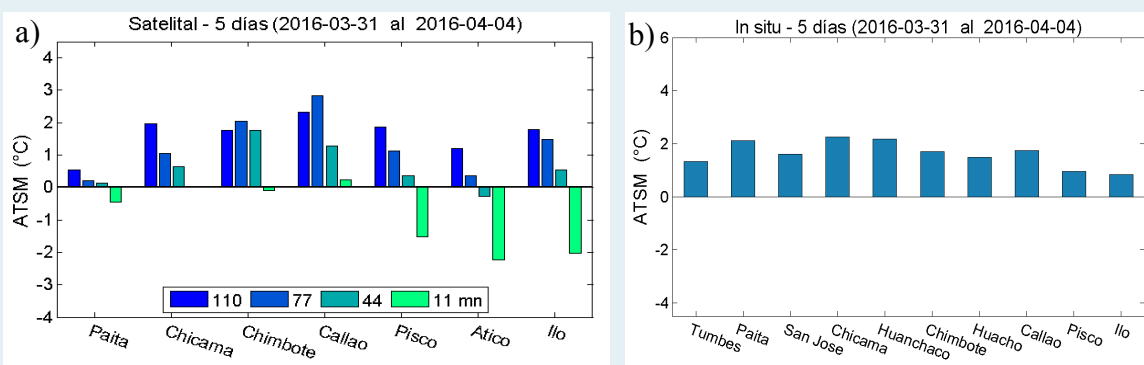 a)
Satelital - 5 días (2016-03-31 al 2016-04-04)
ATSM (°C)
4
3
2
1
0
-1
-2
-3
-4
110 77 44 11 mn
Paita Chicama Chimbote Callao Pisco Atico Ilo
b)
In situ - 5 días (2016-03-31 al 2016-04-04)
ATSM (°C)
6
4
2
0
-2
-4
Tumbes Paita San Jose Chicama Huanchaco Chimbote Huacho Callao Pisco Ilo